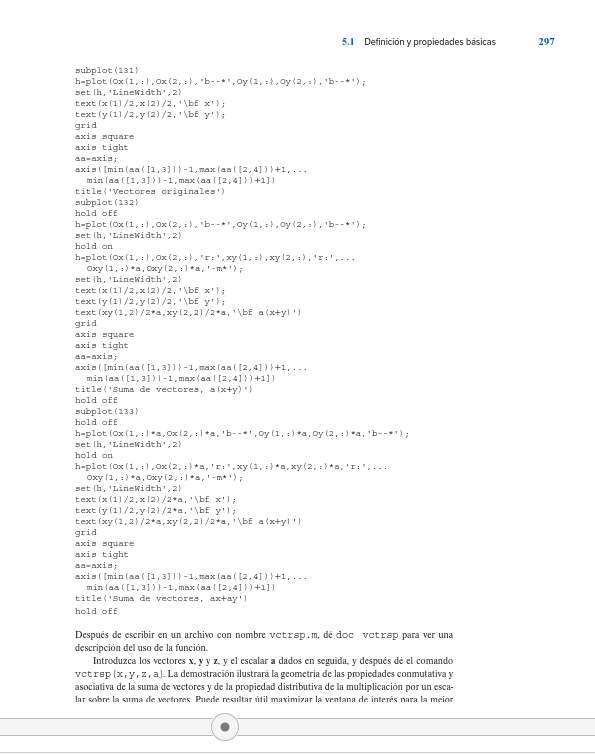 5.1 Definición y propiedades básicas 297
subplot(131)
h=plot(Ox(1,:),Ox(2,:),'b--*',Oy(1,:),Oy(2,:),'b--*');
set(h,'LineWidth',2)
text(x(1)/2,x(2)/2,'\bf x');
text(y(1)/2,y(2)/2,'\bf y');
grid
axis square
axis tight
aa=axis;
axis([min(aa([1,3]))-1,max(aa([2,4]))+1,...
min(aa([1,3]))-1,max(aa([2,4]))+1])
title('Vectores originales')
subplot(132)
hold off
h=plot(Ox(1,:),Ox(2,:),'b--*',Oy(1,:),Oy(2,:),'b--*');
set(h,'LineWidth',2)
hold on
h=plot(Ox(1,:),Ox(2,:),'r:',xy(1,:),xy(2,:),'r:',...
Oxy(1,:)*a,Oxy(2,:)*a,'-m*');
set(h,'LineWidth',2)
text(x(1)/2,x(2)/2,'\bf x');
text(y(1)/2,y(2)/2,'\bf y');
text(xy(1,2)/2*a,xy(2,2)/2*a,'\bf a(x+y)')
grid
axis square
axis tight
aa=axis;
axis([min(aa([1,3]))-1,max(aa([2,4]))+1,...
min(aa([1,3]))-1,max(aa([2,4]))+1])
title('Suma de vectores, a(x+y)')
hold off
subplot(133)
hold off
h=plot(Ox(1,:)*a,Ox(2,:)*a,'b--*',Oy(1,:)*a,Oy(2,:)*a,'b--*');
set(h,'LineWidth',2)
hold on
h=plot(Ox(1,:),Ox(2,:)*a,'r:',xy(1,:)*a,xy(2,:)*a,'r:',...
Oxy(1,:)*a,Oxy(2,:)*a,'-m*');
set(h,'LineWidth',2)
text(x(1)/2,x(2)/2*a,'\bf x');
text(y(1)/2,y(2)/2*a,'\bf y');
text(xy(1,2)/2*a,xy(2,2)/2*a,'\bf a(x+y)')
grid
axis square
axis tight
aa=axis;
axis([min(aa([1,3]))-1,max(aa([2,4]))+1,...
min(aa([1,3]))-1,max(aa([2,4]))+1])
title('Suma de vectores, ax+ay')
hold off
Después de escribir en un archivo con nombre vctrsp.m, dé doc vctrsp para ver una
descripción del uso de la función.
Introduzca los vectores x, y y z, y el escalar a dados en seguida, y después dé el comando
vctrsp(x,y,z,a). La demostración ilustrará la geometría de las propiedades conmutativa y
asociativa de la suma de vectores y de la propiedad distributiva de la multiplicación por un esca-
lar sobre la suma de vectores. Puede resultar útil maximizar la ventana de interés para la mejor